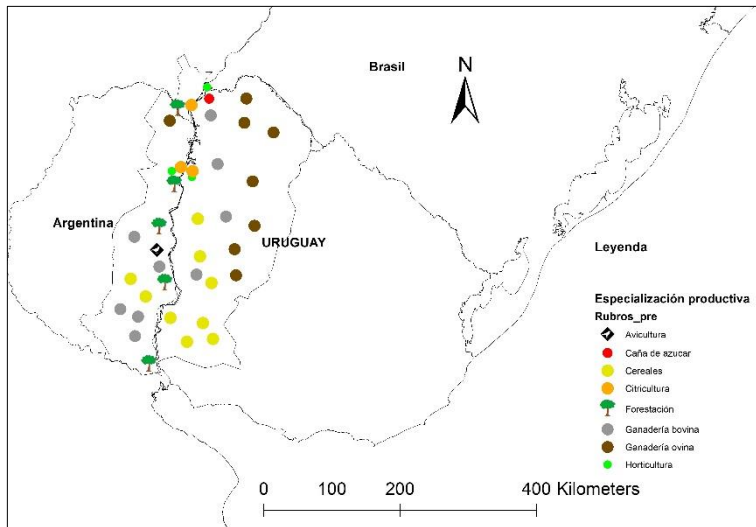 Brasil
N
Argentina
URUGUAY
Leyenda
Especialización productiva
Rubros_pre
Avicultura
Caña de azucar
Cereales
Citricultura
Forestación
Ganadería bovina
Ganadería ovina
Horticultura
0 100 200 400 Kilometers